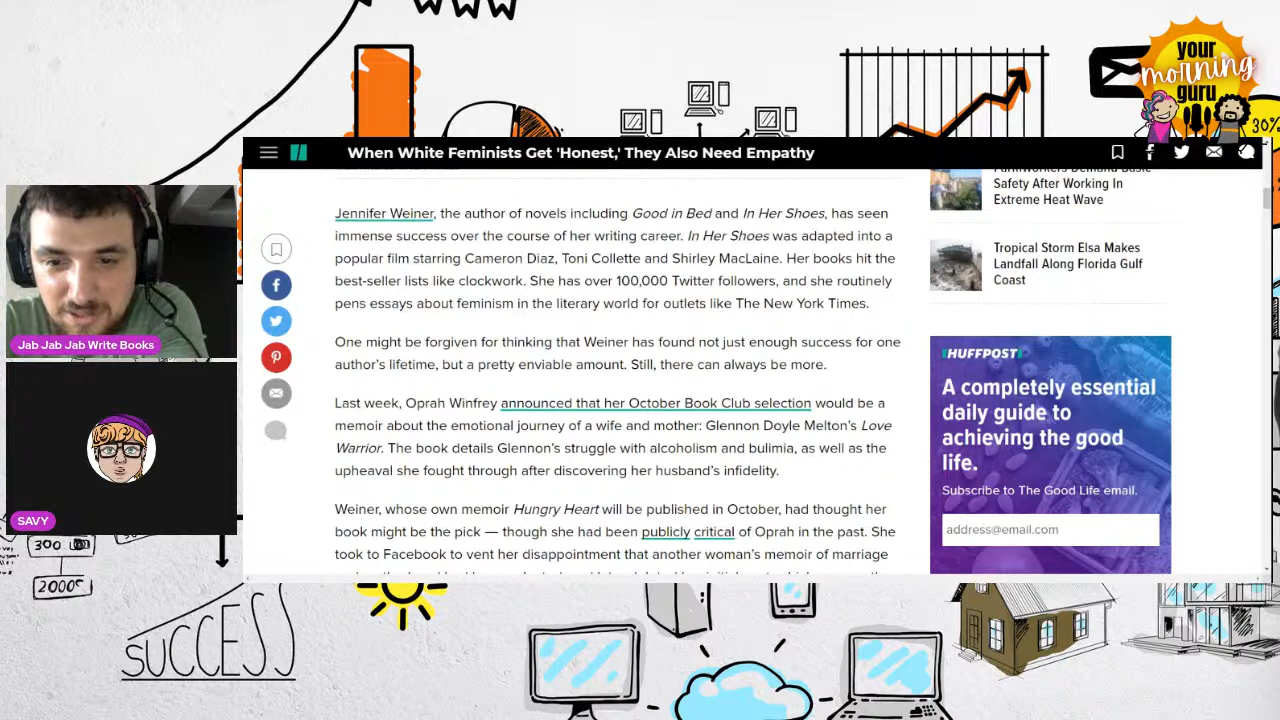 your
morning
guru
30%
When White Feminists Get 'Honest,' They Also Need Empathy
Safety After Working In
Extreme Heat Wave
Jennifer Weiner, the author of novels including Good in Bed and In Her Shoes, has seen
immense success over the course of her writing career. In Her Shoes was adapted into a
popular film starring Cameron Diaz, Toni Collette and Shirley MacLaine. Her books hit the
best-seller lists like clockwork. She has over 100,000 Twitter followers, and she routinely
pens essays about feminism in the literary world for outlets like The New York Times.
Tropical Storm Elsa Makes
Landfall Along Florida Gulf
Coast
One might be forgiven for thinking that Weiner has found not just enough success for one
author's lifetime, but a pretty enviable amount. Still, there can always be more.
Last week, Oprah Winfrey announced that her October Book Club selection would be a
memoir about the emotional journey of a wife and mother: Glennon Doyle Melton's Love
Warrior. The book details Glennon's struggle with alcoholism and bulimia, as well as the
upheaval she fought through after discovering her husband's infidelity.
Weiner, whose own memoir Hungry Heart will be published in October, had thought her
book might be the pick — though she had been publicly critical of Oprah in the past. She
took to Facebook to vent her disappointment that another woman's memoir of marriage
HUFFPOST
A completely essential
daily guide to
achieving the good
life.
Subscribe to The Good Life email.
address@email.com
Jab Jab Jab Write Books
SAVY
300
SUCCESS